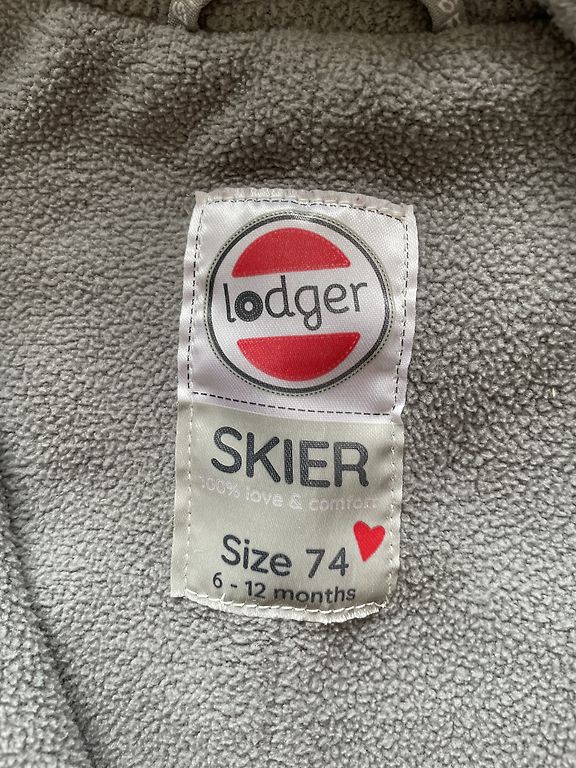 lodger
SKIER
100% love & comfort
Size 74
6 - 12 months